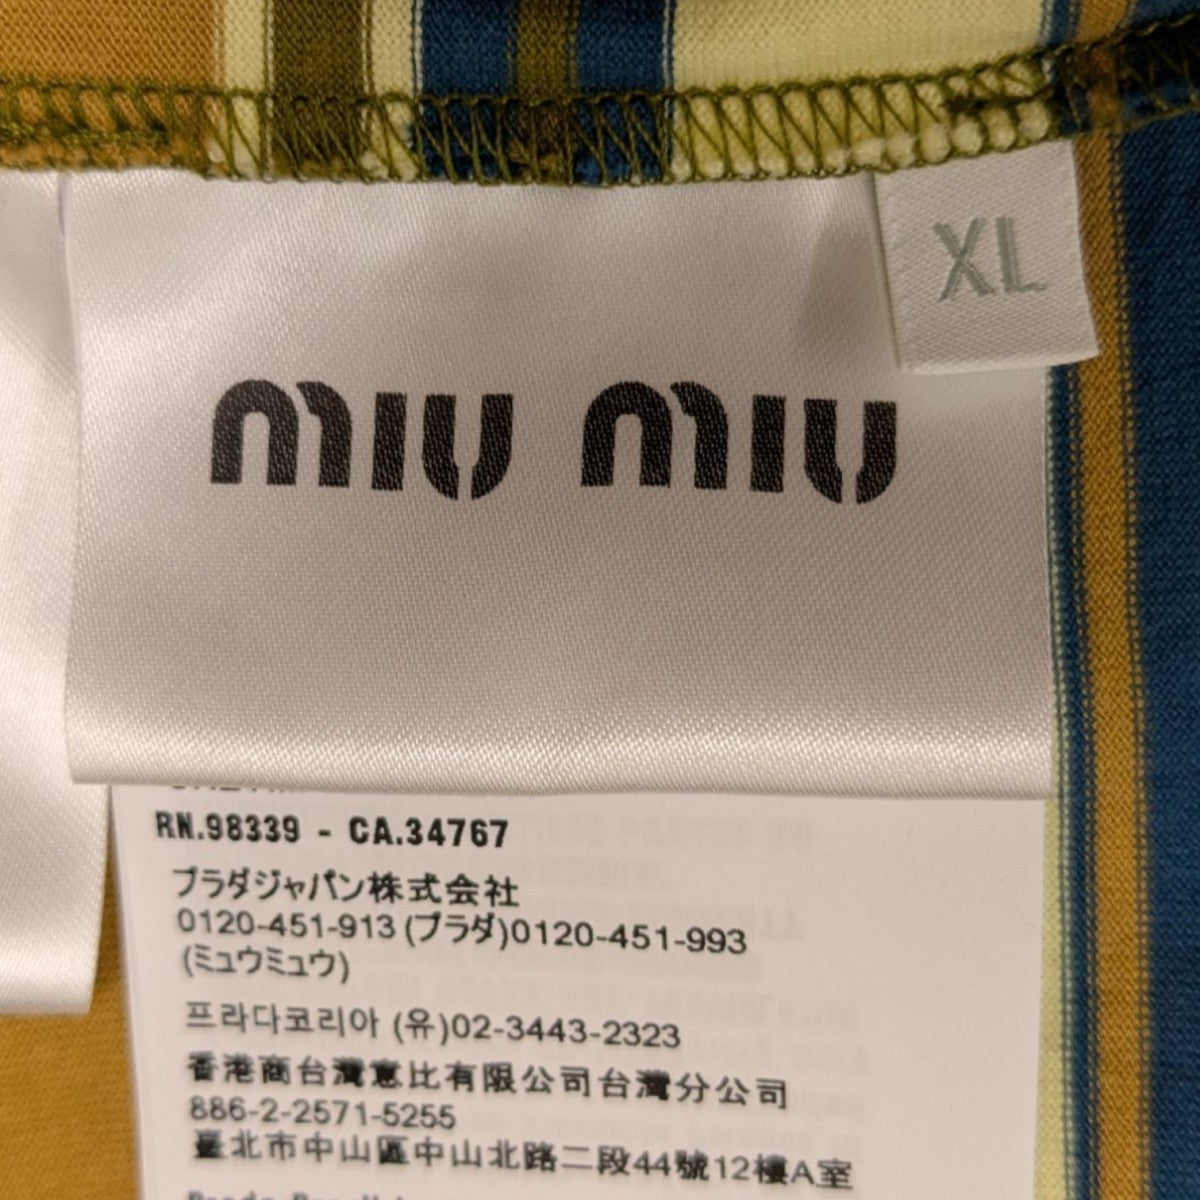 XL
miu miu
RN.98339 - CA.34767
プラダジャパン株式会社
0120-451-913 (プラダ)0120-451-993
(ミュウミュウ)
프라다코리아 (유)02-3443-2323
香港商台灣惠比有限公司台灣分公司
886-2-2571-5255
臺北市中山區中山北路二段44號12樓A室